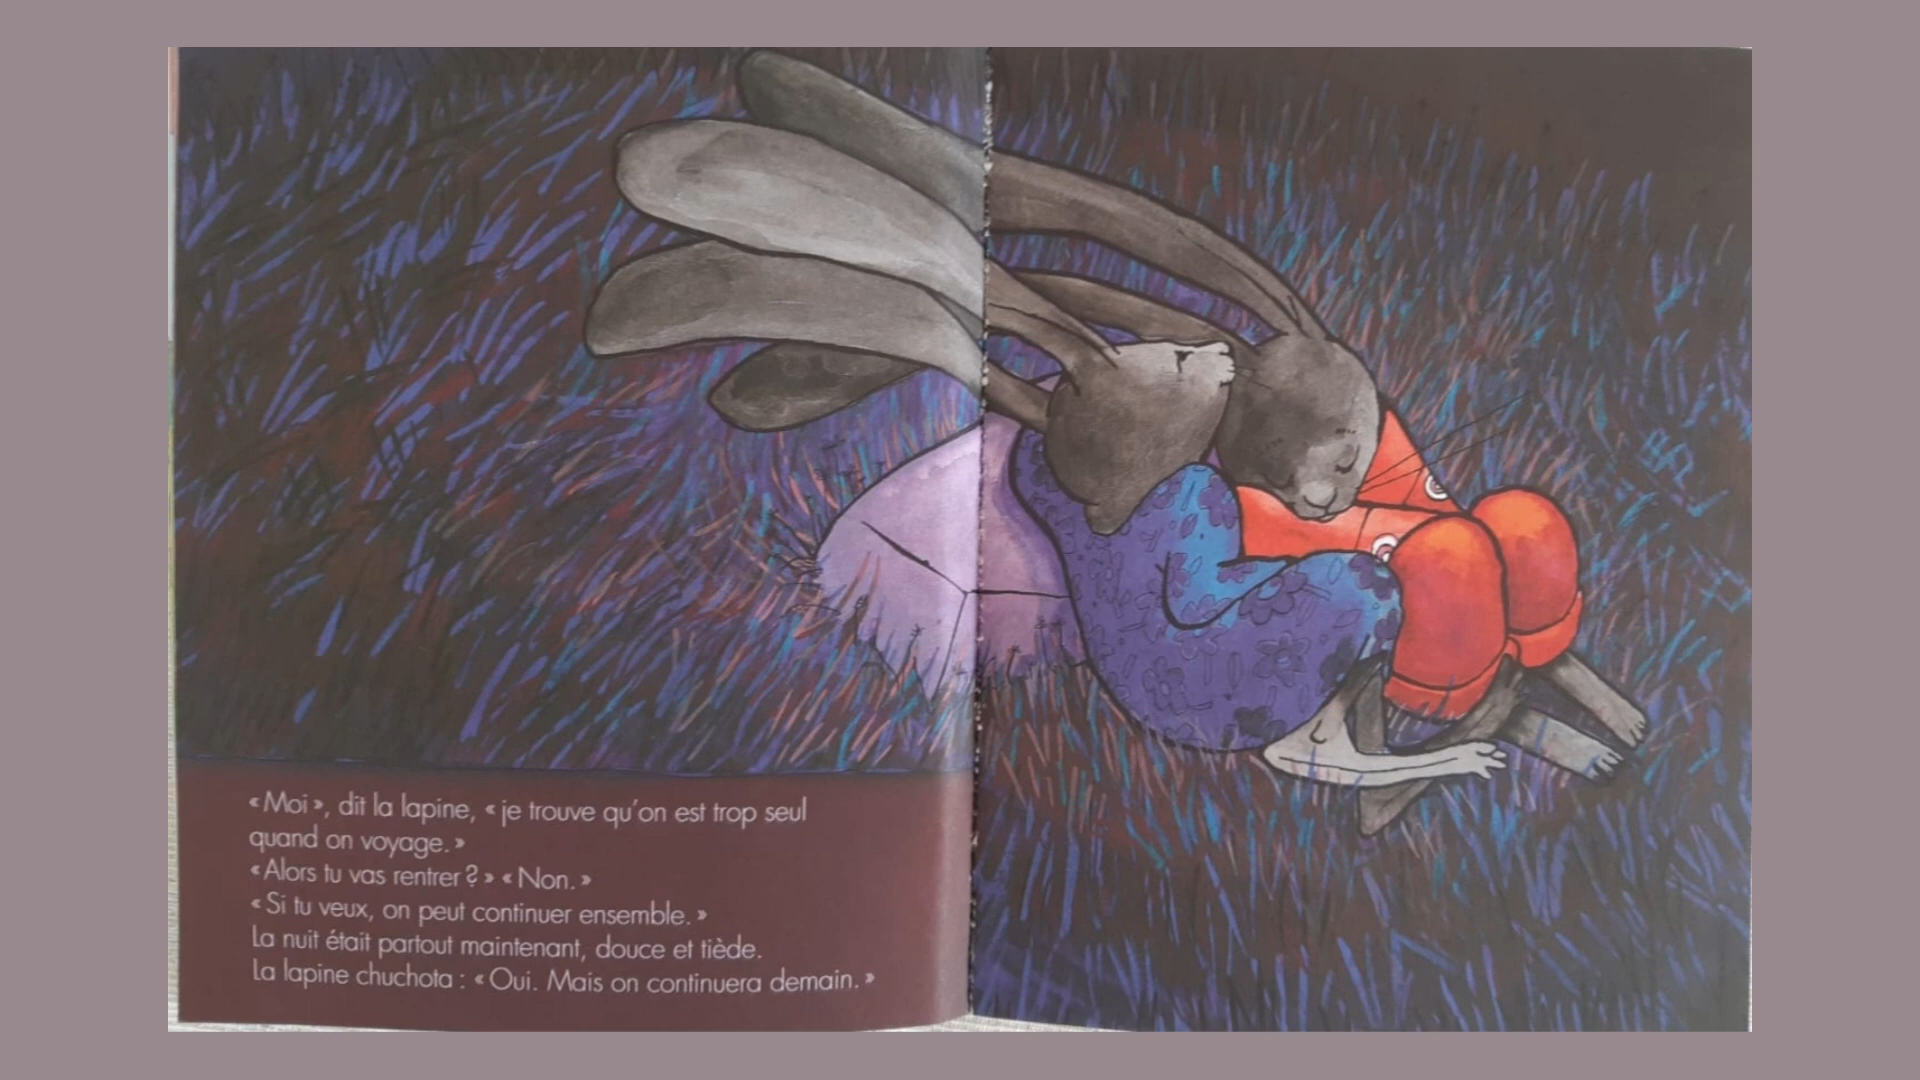 « Moi », dit la lapine, « je trouve qu'on est trop seul
quand on voyage. »
« Alors tu vas rentrer ? » « Non. »
« Si tu veux, on peut continuer ensemble. »
La nuit était partout maintenant, douce et tiède.
La lapine chuchota : « Oui. Mais on continuera demain. »